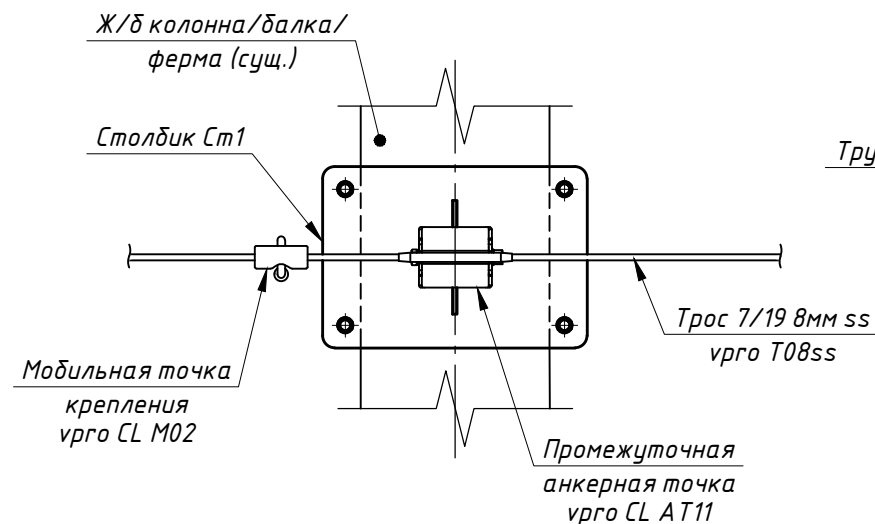 Ж/б колонна/балка/
ферма (сущ.)
Столбик Ст1
Тру
Трос 7/19 8мм ss
vpro T08ss
Мобильная точка
крепления
vpro CL M02
Промежуточная
анкерная точка
vpro CL AT11